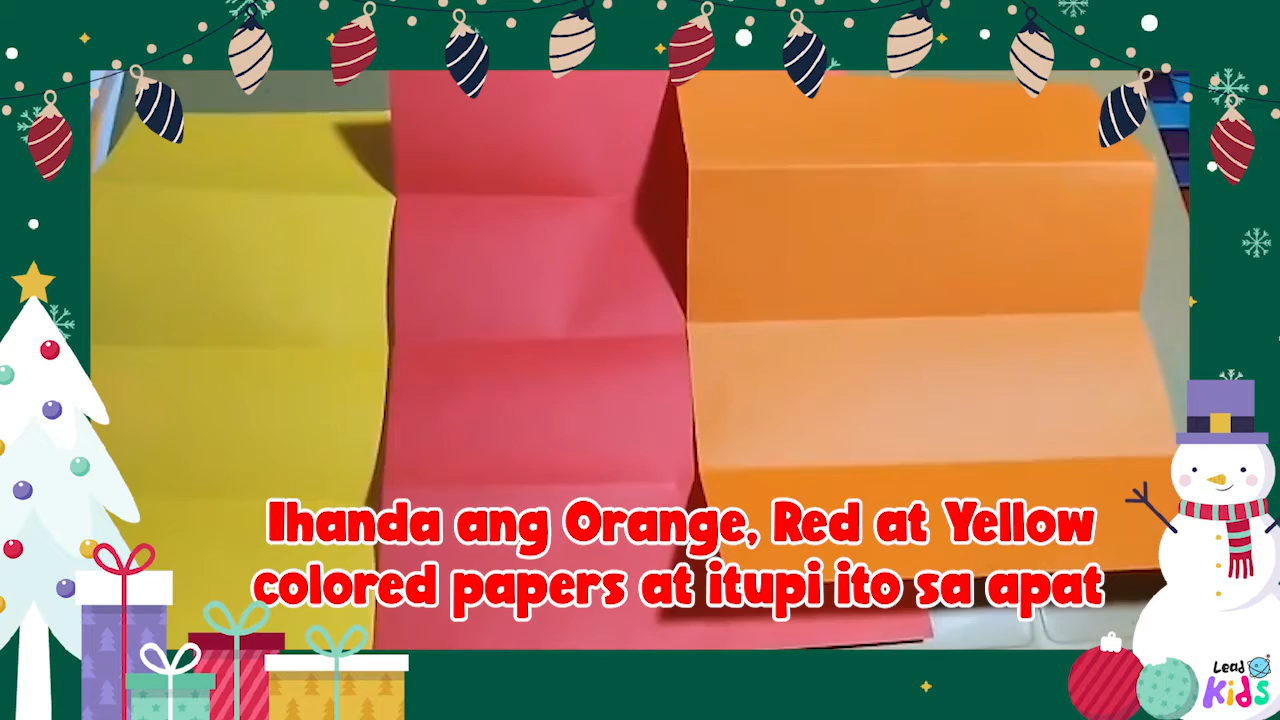 Ihanda ang Orange, Red at Yellow
colored papers at itupi ito sa apat
Lead
Kids